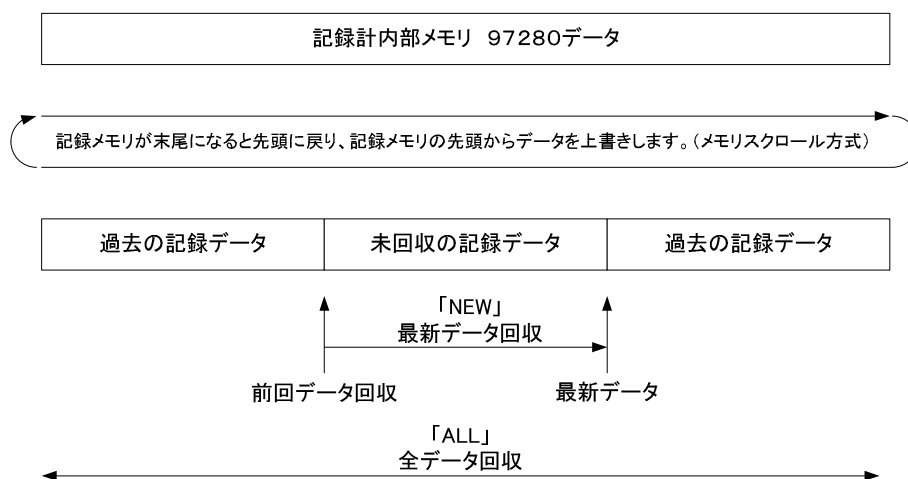 記録計内部メモリ　97280データ
記録メモリが末尾になると先頭に戻り、記録メモリの先頭からデータを上書きします。（メモリスクロール方式）
過去の記録データ
未回収の記録データ
過去の記録データ
「NEW」
最新データ回収
前回データ回収
最新データ
「ALL」
全データ回収